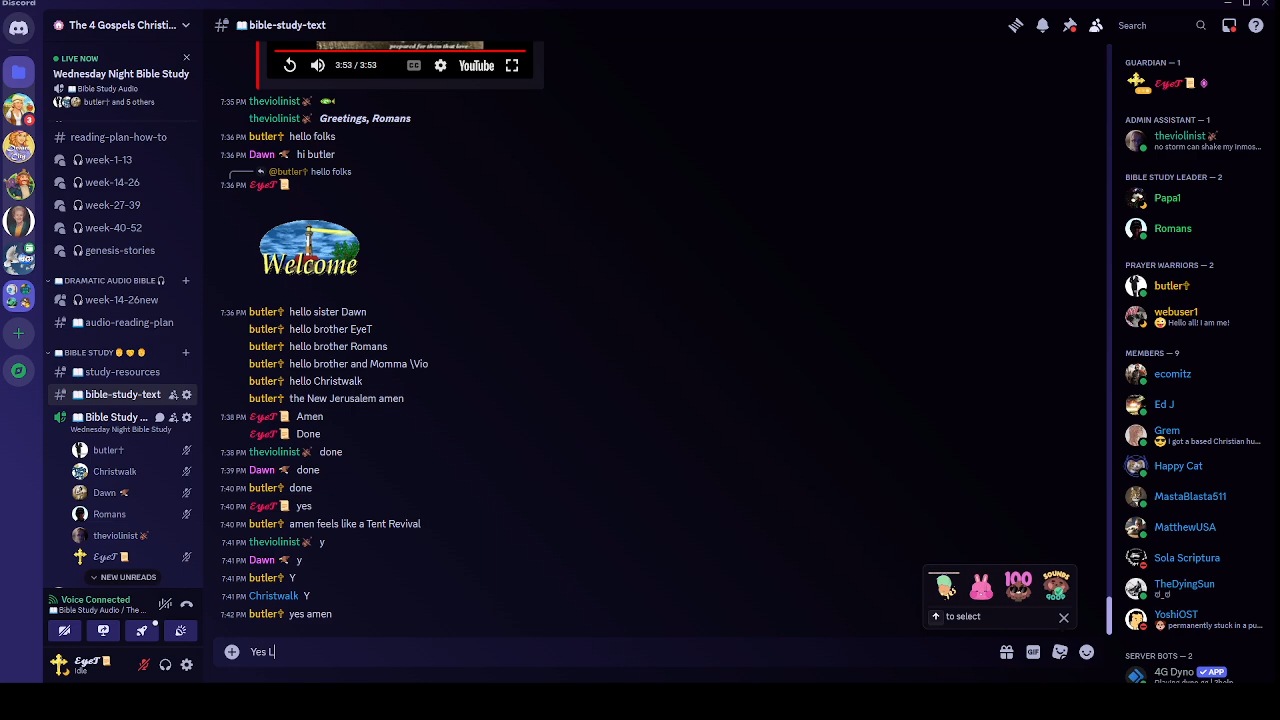 Discord
The 4 Gospels Christi...
LIVE NOW
Wednesday Night Bible Study
Bible Study Audio
butler✝ and 5 others
reading-plan-how-to
week-1-13
week-14-26
week-27-39
week-40-52
genesis-stories
DRAMATIC AUDIO BIBLE
week-14-26new
audio-reading-plan
BIBLE STUDY
study-resources
bible-study-text
Bible Study ...
Wednesday Night Bible Study
butler✝
Christwalk
Dawn
Romans
theviolinist
EyeT
NEW UNREADS
Voice Connected
Bible Study Audio / The ...
EyeT
Idle
3
bible-study-text
Search
prepared for them that love
3:53 / 3:53
CC
YouTube
7:35 PM theviolinist
theviolinist Greetings, Romans
7:36 PM butler✝ hello folks
7:36 PM Dawn hi butler
@butler✝ hello folks
7:36 PM EyeT
Welcome
7:36 PM butler✝ hello sister Dawn
butler✝ hello brother EyeT
butler✝ hello brother Romans
butler✝ hello brother and Momma \Vio
butler✝ hello Christwalk
butler✝ the New Jerusalem amen
7:38 PM EyeT Amen
EyeT Done
7:38 PM theviolinist done
7:39 PM Dawn done
7:40 PM butler✝ done
7:40 PM EyeT yes
7:40 PM butler✝ amen feels like a Tent Revival
7:41 PM theviolinist y
7:41 PM Dawn y
7:41 PM butler✝ Y
7:41 PM Christwalk Y
7:42 PM butler✝ yes amen
100
SOUNDS GOOD
to select
Yes L
GIF
GUARDIAN — 1
EyeT
ADMIN ASSISTANT — 1
theviolinist
no storm can shake my inmos...
BIBLE STUDY LEADER — 2
Papa1
Romans
PRAYER WARRIORS — 2
butler✝
webuser1
Hello all! I am me!
MEMBERS — 9
ecomitz
Ed J
Grem
I got a based Christian hu...
Happy Cat
MastaBlasta511
MatthewUSA
Sola Scriptura
TheDyingSun
ಠ_ಠ
YoshiOST
permanently stuck in a pu...
SERVER BOTS — 2
4G Dyno APP